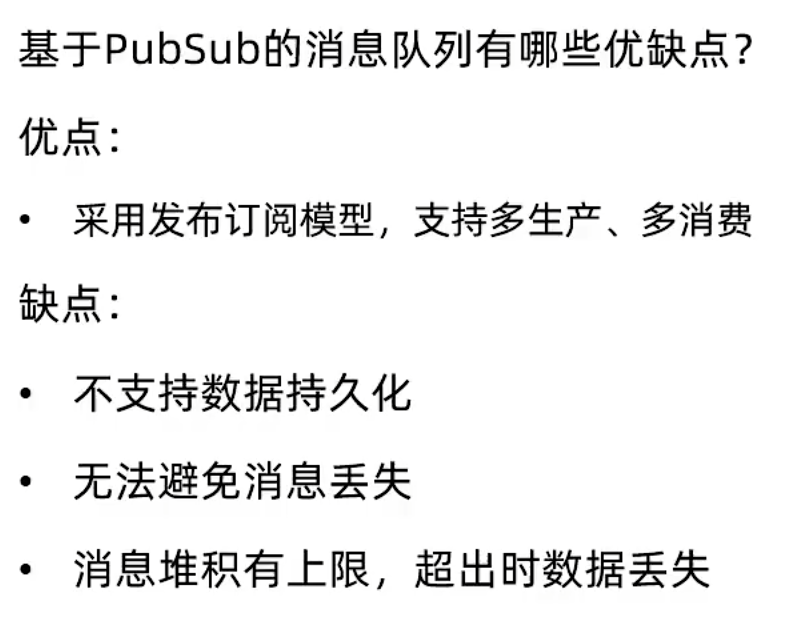 基于PubSub的消息队列有哪些优缺点？
优点：
• 采用发布订阅模型，支持多生产、多消费
缺点：
• 不支持数据持久化
• 无法避免消息丢失
• 消息堆积有上限，超出时数据丢失